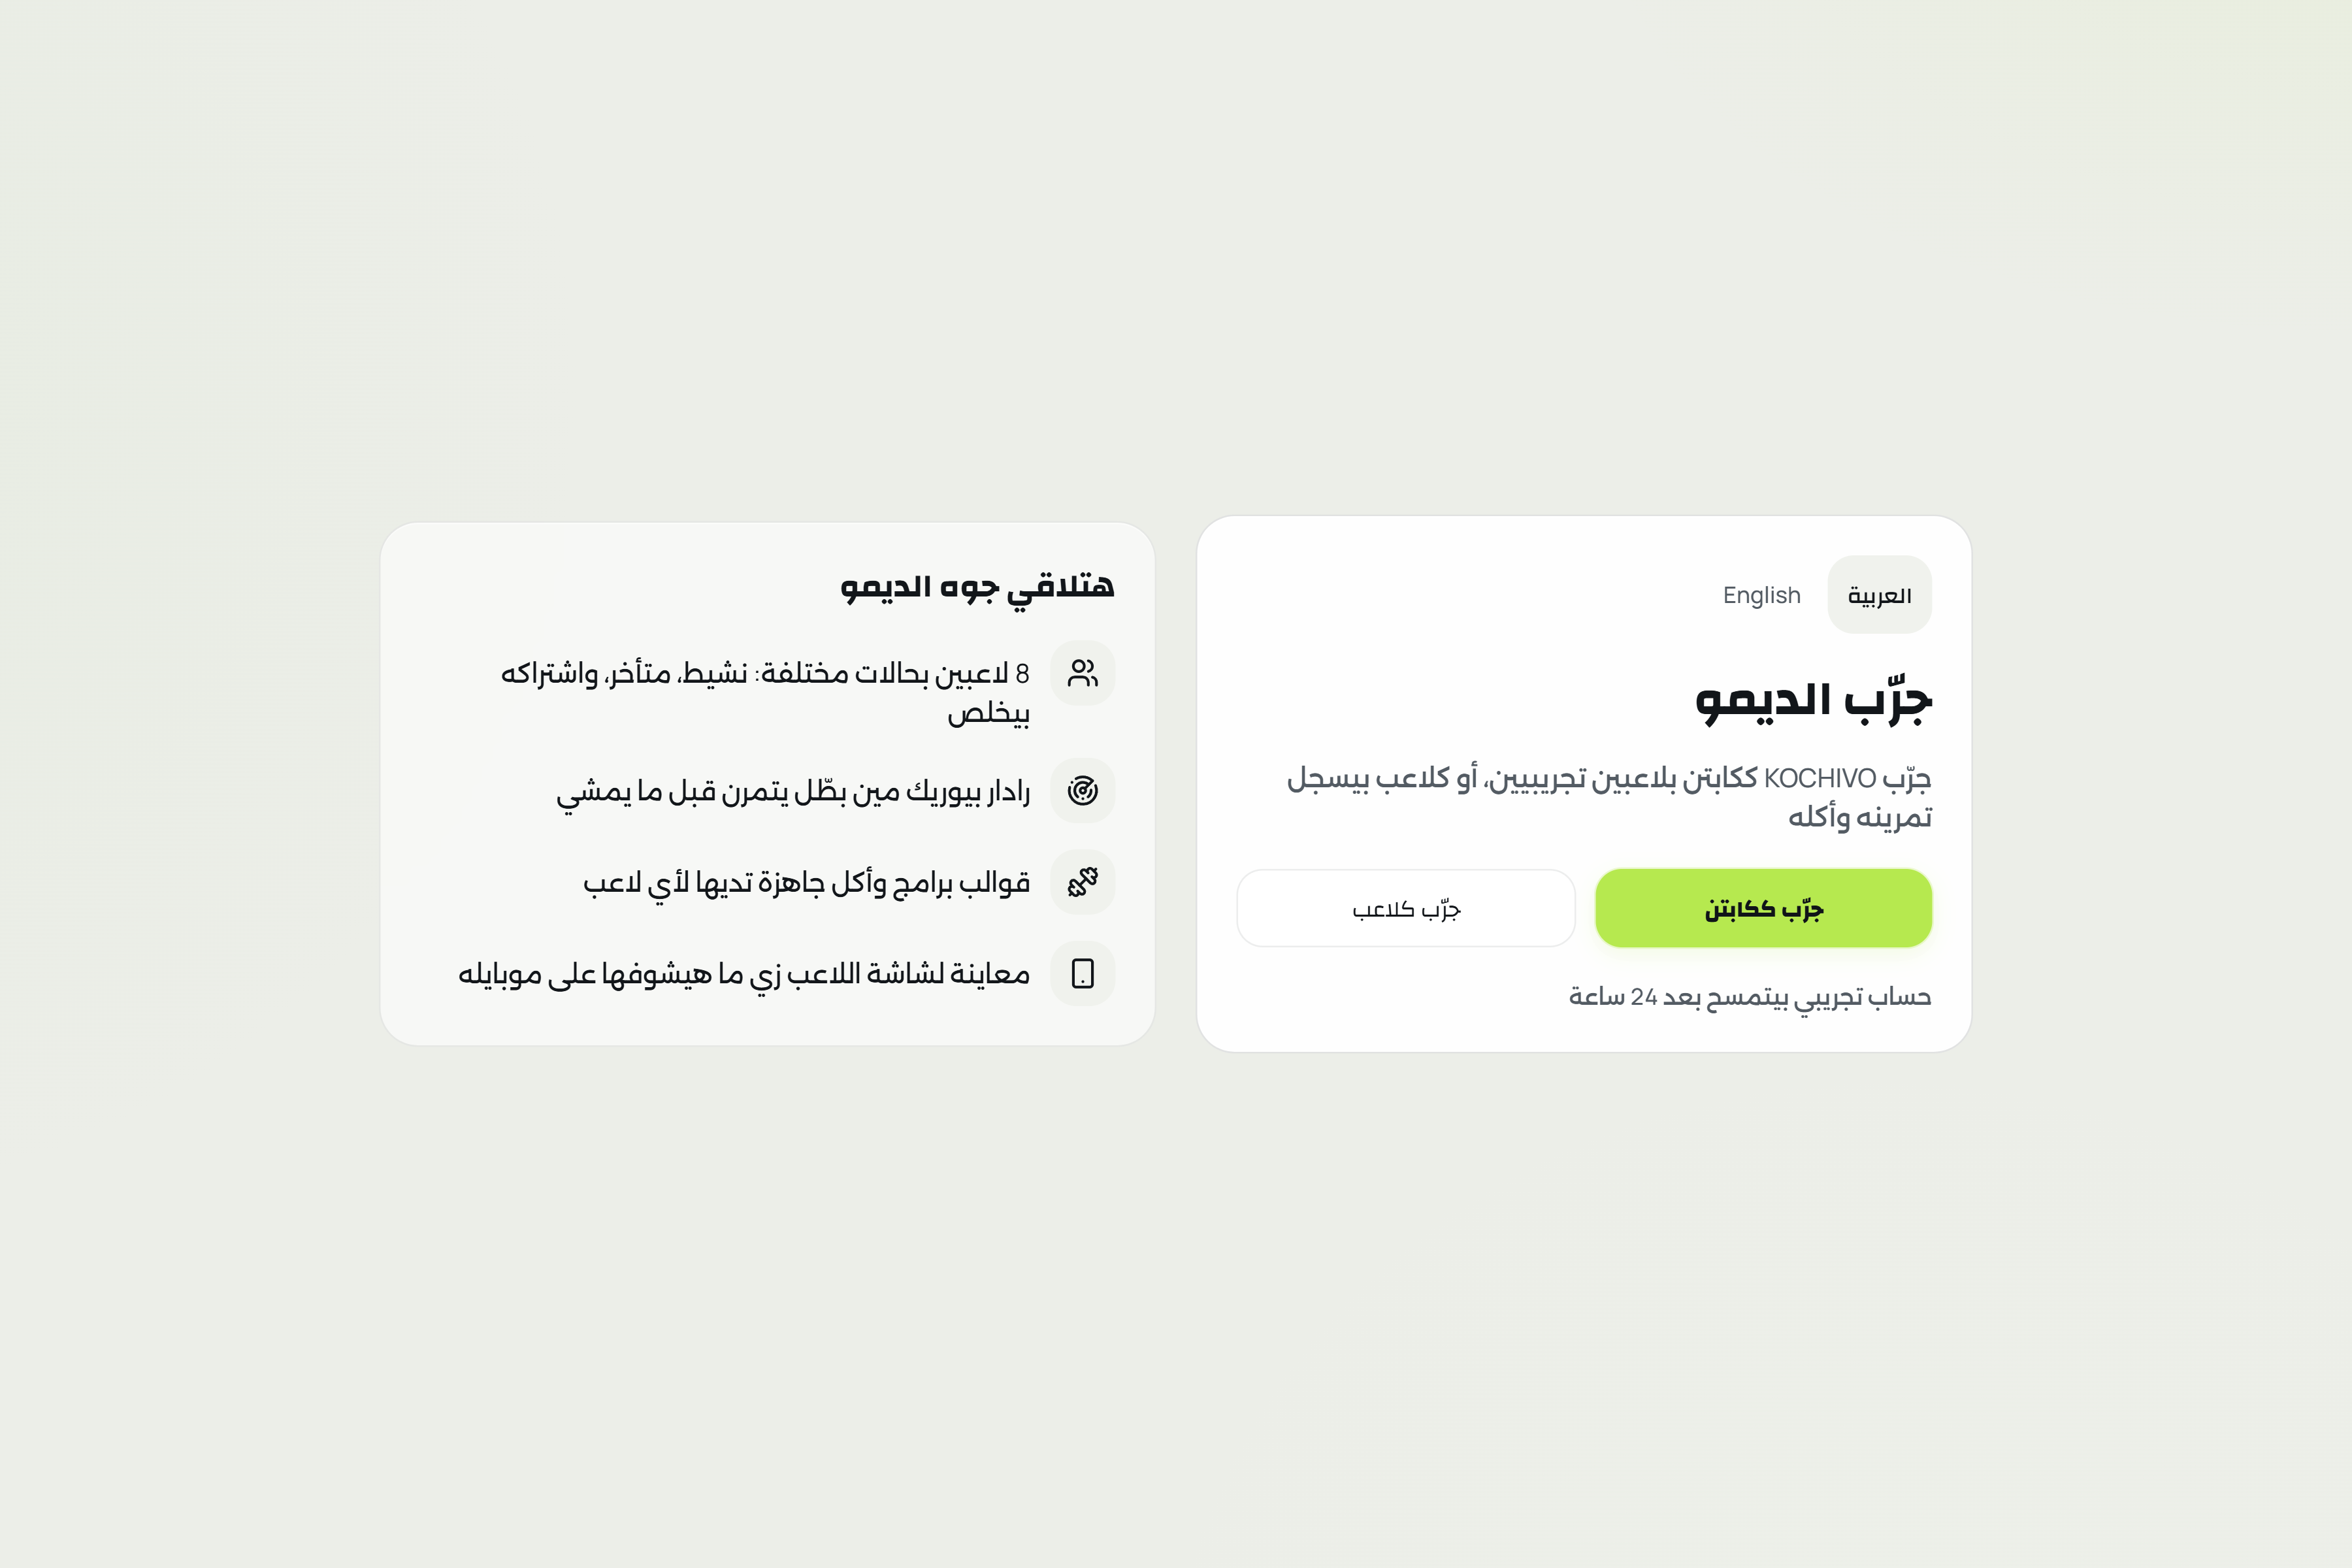 العربية
English
جرّب الديمو
جرّب KOCHIVO ككابتن بلاعبين تجريبيين، أو كلاعب بيسجل
تمرينه وأكله
جرّب ككابتن
جرّب كلاعب
حساب تجريبي بيتمسح بعد 24 ساعة
هتلاقي جوه الديمو
8 لاعبين بحالات مختلفة: نشيط، متأخر، واشتراكه
بيخلص
رادار بيوريك مين بطّل يتمرن قبل ما يمشي
قوالب برامج وأكل جاهزة تديها لأي لاعب
معاينة لشاشة اللاعب زي ما هيشوفها على موبايله